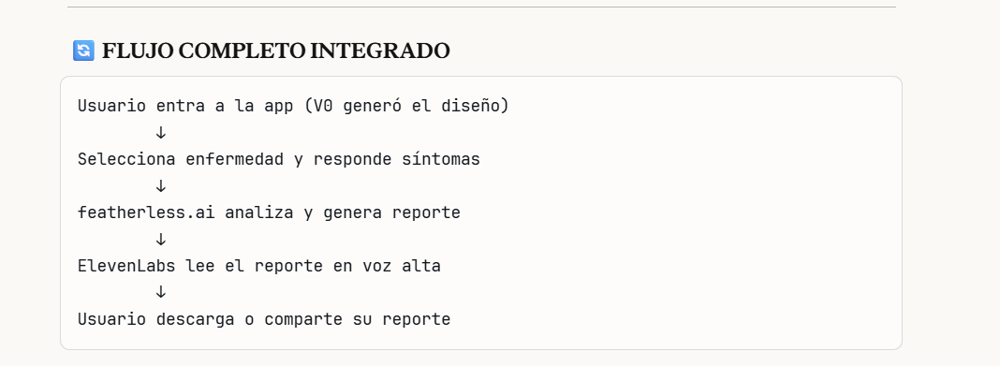 🔄 FLUJO COMPLETO INTEGRADO
Usuario entra a la app (V0 generó el diseño)
↓
Selecciona enfermedad y responde síntomas
↓
featherless.ai analiza y genera reporte
↓
ElevenLabs lee el reporte en voz alta
↓
Usuario descarga o comparte su reporte